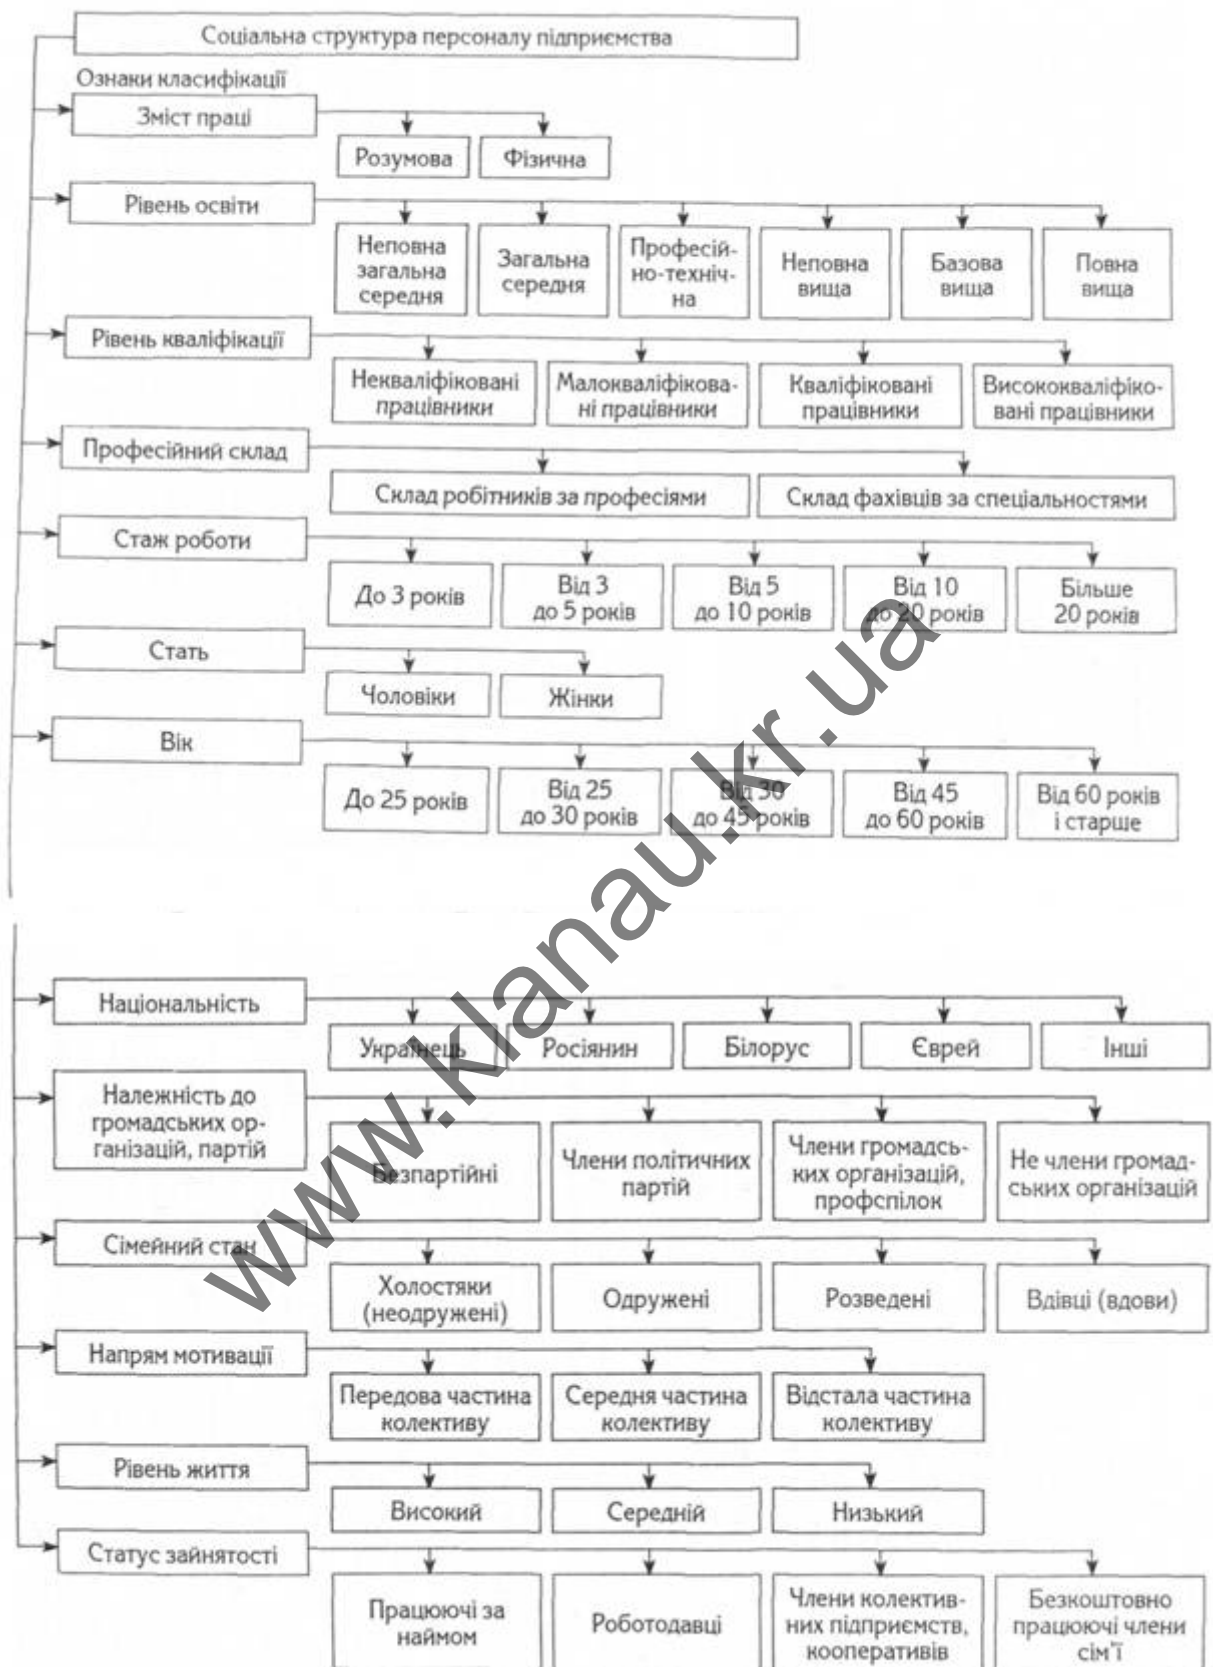 Соціальна структура персоналу підприємства
Ознаки класифікації
Зміст праці
Розумова
Фізична
Рівень освіти
Неповна
загальна
середня
Загальна
середня
Професій-
но-техніч-
на
Неповна
вища
Базова
вища
Повна
вища
Рівень кваліфікації
Некваліфіковані
працівники
Малокваліфікова-
ні працівники
Кваліфіковані
працівники
Висококваліфіко-
вані працівники
Професійний склад
Склад робітників за професіями
Склад фахівців за спеціальностями
Стаж роботи
До 3 років
Від 3
до 5 років
Від 5
до 10 років
Від 10
до 20 років
Більше
20 років
Стать
Чоловіки
Жінки
Вік
До 25 років
Від 25
до 30 років
Від 30
до 45 років
Від 45
до 60 років
Від 60 років
і старше
Національність
Українець
Росіянин
Білорус
Єврей
Інші
Належність до
громадських ор-
ганізацій, партій
Безпартійні
Члени політичних
партій
Члени громадсь-
ких організацій,
профспілок
Не члени громад-
ських організацій
Сімейний стан
Холостяки
(неодружені)
Одружені
Розведені
Вдівці (вдови)
Напрям мотивації
Передова частина
колективу
Середня частина
колективу
Відстала частина
колективу
Рівень життя
Високий
Середній
Низький
Статус зайнятості
Працюючі за
наймом
Роботодавці
Члени колектив-
них підприємств,
кооперативів
Безкоштовно
працюючі члени
сім'ї
www.klanau.kr.ua